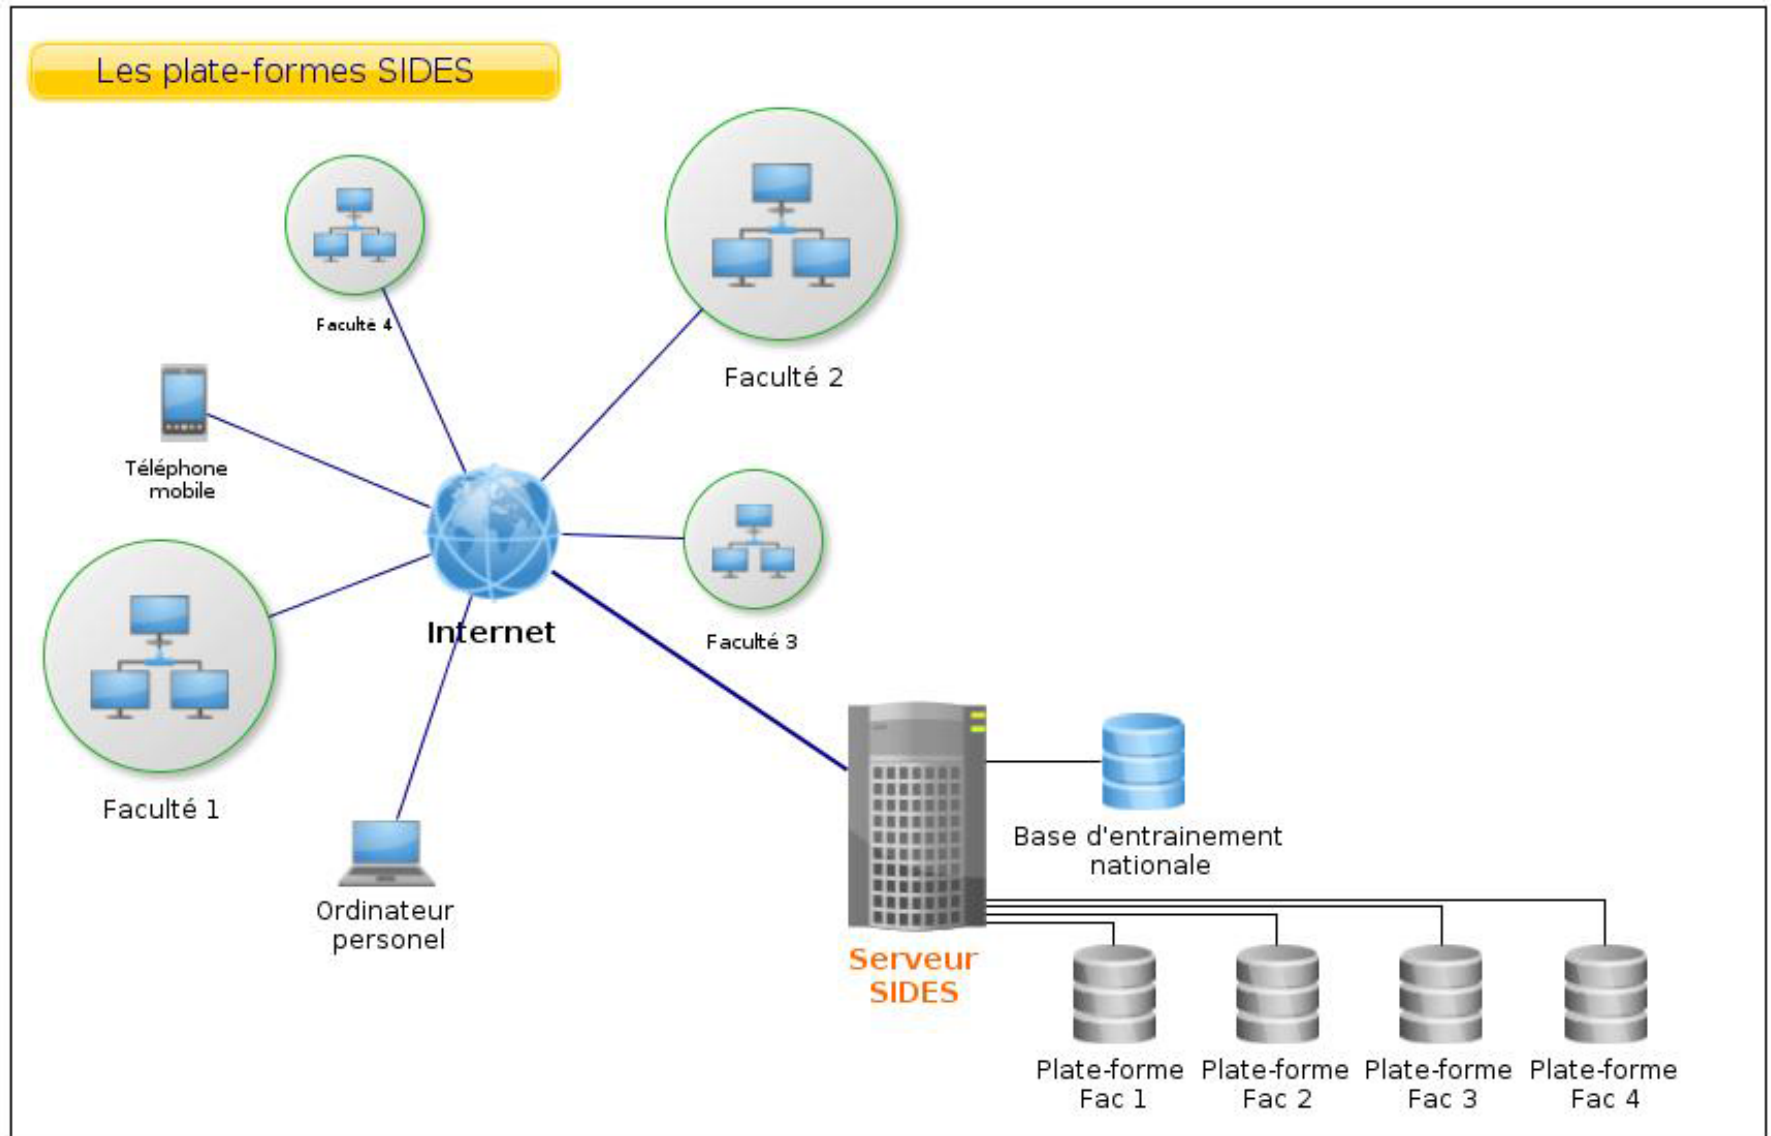 Les plate-formes SIDES
Faculté 4
Faculté 2
Téléphone
mobile
Internet
Faculté 3
Faculté 1
Ordinateur
personel
Base d'entrainement
nationale
Serveur
SIDES
Plate-forme
Fac 1
Plate-forme
Fac 2
Plate-forme
Fac 3
Plate-forme
Fac 4